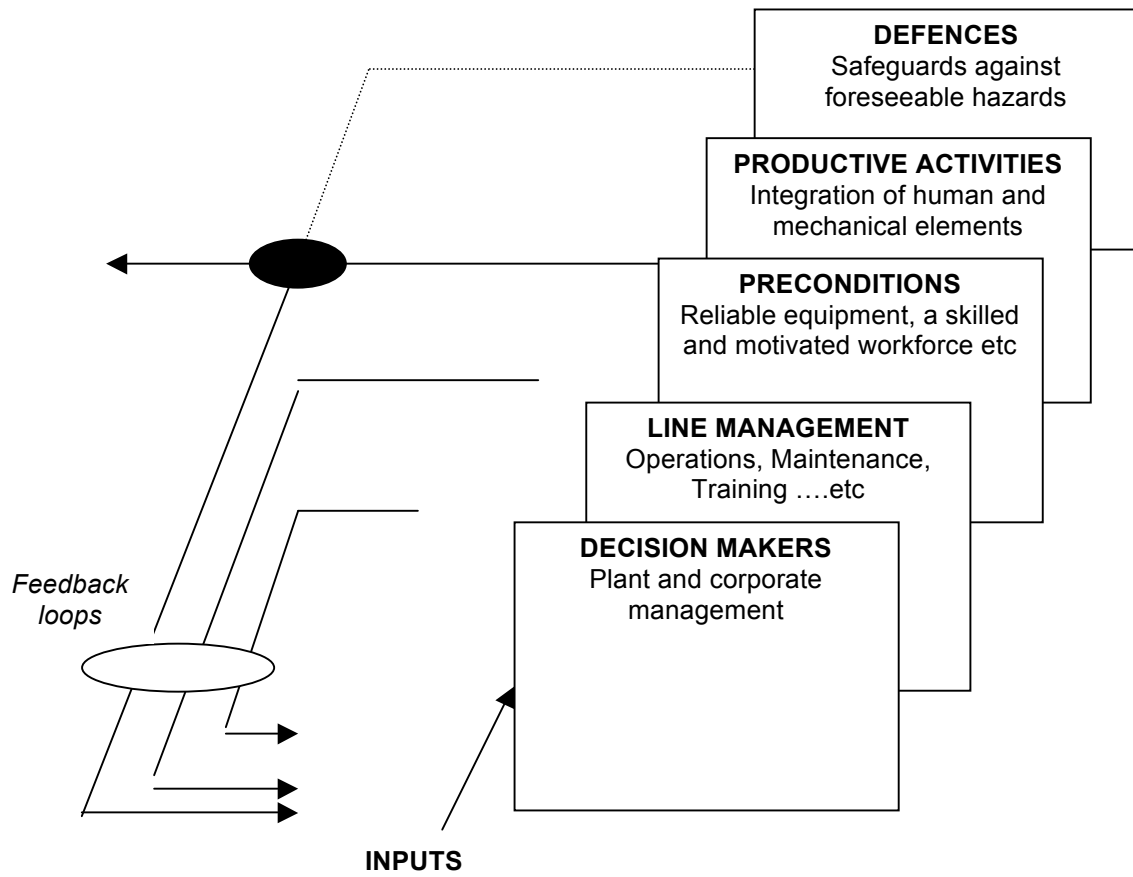 DEFENCES
Safeguards against
foreseeable hazards
PRODUCTIVE ACTIVITIES
Integration of human and
mechanical elements
PRECONDITIONS
Reliable equipment, a skilled
and motivated workforce etc
LINE MANAGEMENT
Operations, Maintenance,
Training ….etc
DECISION MAKERS
Plant and corporate
management
Feedback
loops
INPUTS